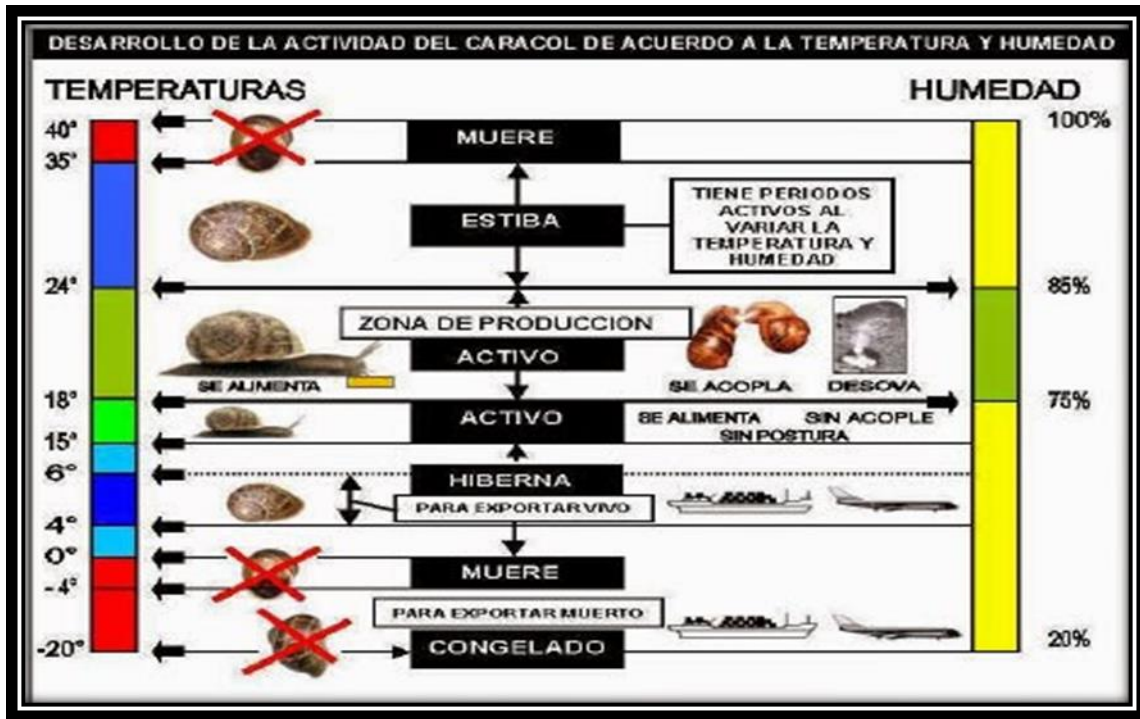 DESARROLLO DE LA ACTIVIDAD DEL CARACOL DE ACUERDO A LA TEMPERATURA Y HUMEDAD
TEMPERATURAS
HUMEDAD
40°
MUERE
100%
35°
ESTIBA
TIENE PERIODOS
ACTIVOS AL
VARIAR LA
TEMPERATURA Y
HUMEDAD
24°
85%
ZONA DE PRODUCCION
ACTIVO
SE ALIMENTA
SE ACOPLA
DESOVA
18°
75%
ACTIVO
SE ALIMENTA
SIN ACOPLE
SIN POSTURA
15°
6°
HIBERNA
PARA EXPORTAR VIVO
4°
0°
MUERE
-4°
PARA EXPORTAR MUERTO
CONGELADO
-20°
20%